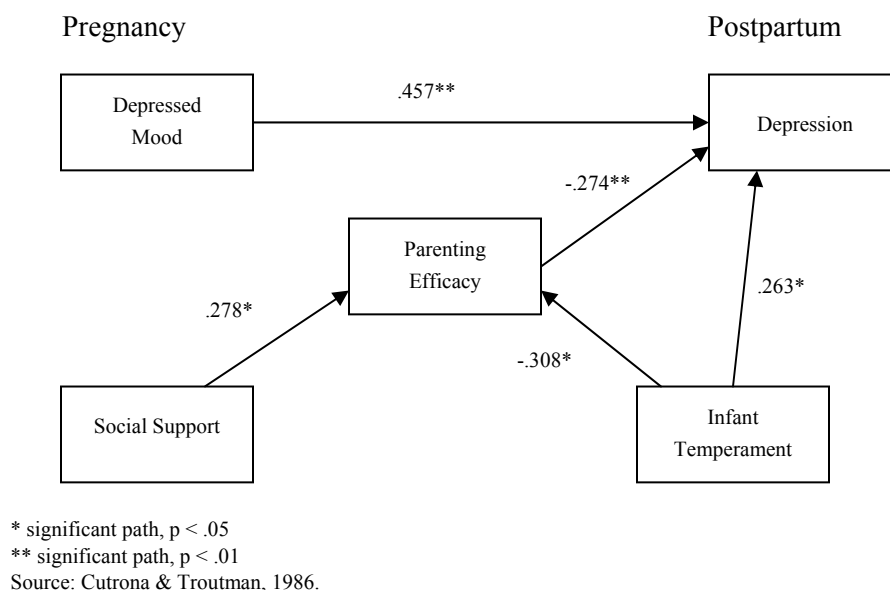 Pregnancy
Postpartum
Depressed
Mood
.457**
Depression
-.274**
Parenting
Efficacy
.278*
.263*
-.308*
Social Support
Infant
Temperament
* significant path, p < .05
** significant path, p < .01
Source: Cutrona & Troutman, 1986.